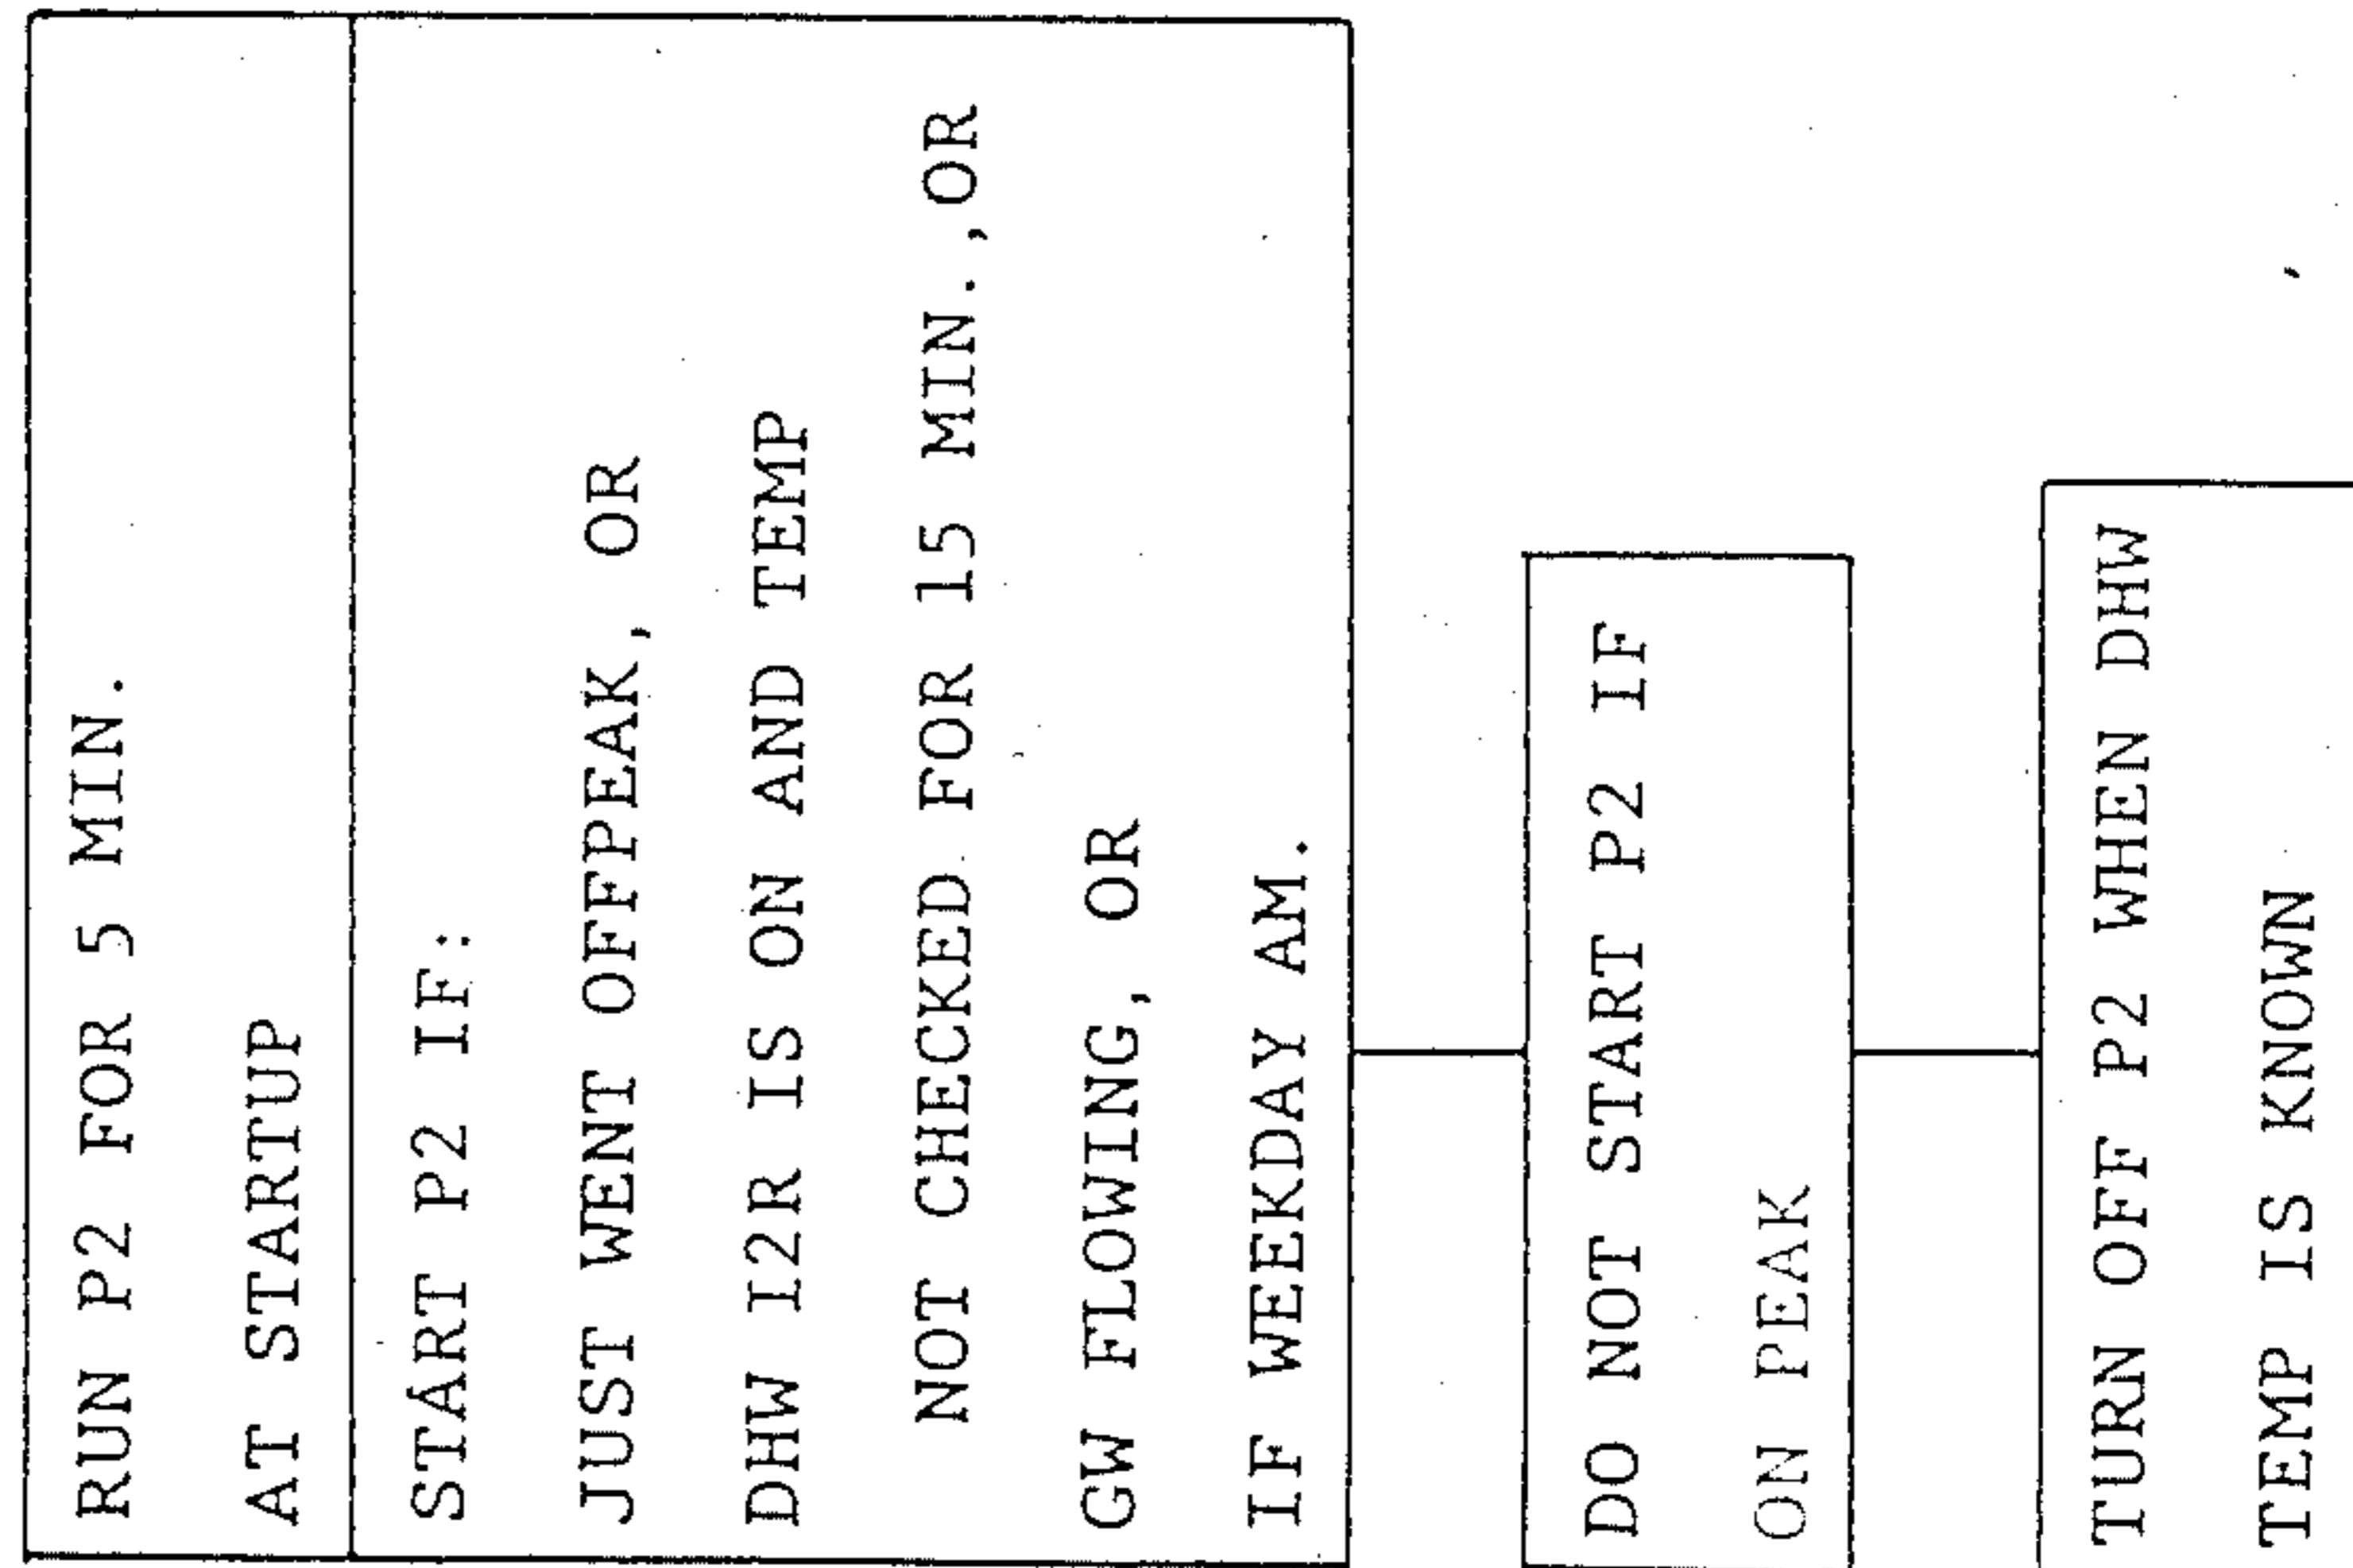 RUN P2 FOR 5 MIN.
AT STARTUP
START P2 IF:
JUST WENT OFFPEAK, OR
DHW I2R IS ON AND TEMP
NOT CHECKED FOR 15 MIN.,OR
GW FLOWING, OR
IF WEEKDAY AM.
DO NOT START P2 IF
ON PEAK
TURN OFF P2 WHEN DHW
TEMP IS KNOWN